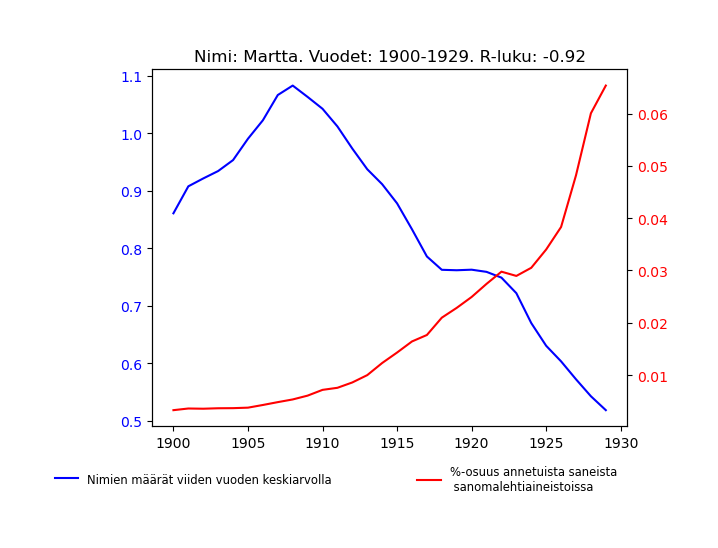 Nimi: Martta. Vuodet: 1900-1929. R-luku: -0.92
1.1
1.0
0.9
0.8
0.7
0.6
0.5
0.06
0.05
0.04
0.03
0.02
0.01
1900 1905 1910 1915 1920 1925 1930
Nimien määrät viiden vuoden keskiarvolla
%-osuus annetuista saneista
sanomalehtiaineistoissa